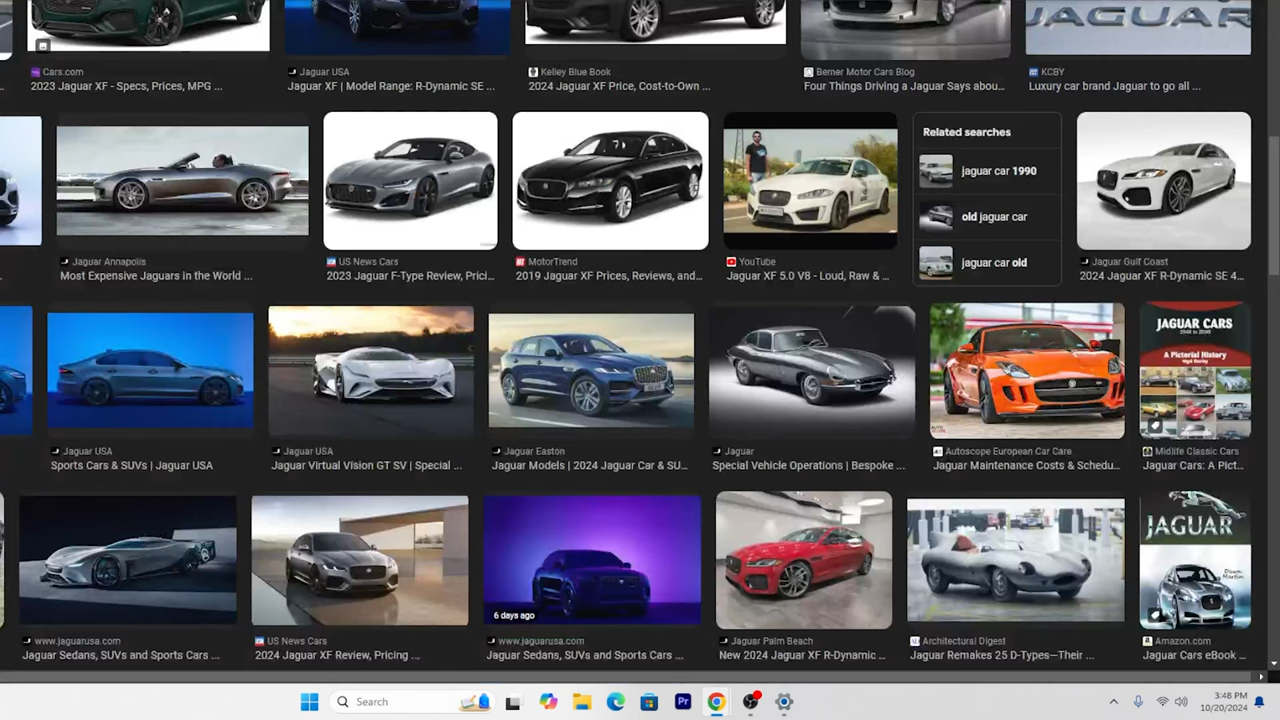 JAGUAR
Cars.com
2023 Jaguar XF - Specs, Prices, MPG ...
Jaguar USA
Jaguar XF | Model Range: R-Dynamic SE ...
Kelley Blue Book
2024 Jaguar XF Price, Cost-to-Own ...
Bemer Motor Cars Blog
Four Things Driving a Jaguar Says abou...
KCBY
Luxury car brand Jaguar to go all ...
Jaguar Annapolis
Most Expensive Jaguars in the World ...
US News Cars
2023 Jaguar F-Type Review, Prici...
MotorTrend
2019 Jaguar XF Prices, Reviews, and...
YouTube
Jaguar XF 5.0 V8 - Loud, Raw & ...
Related searches
jaguar car 1990
old jaguar car
jaguar car old
Jaguar Gulf Coast
2024 Jaguar XF R-Dynamic SE 4...
JAGUAR CARS
A Pictorial History
Jaguar USA
Sports Cars & SUVs | Jaguar USA
Jaguar USA
Jaguar Virtual Vision GT SV | Special ...
Jaguar Easton
Jaguar Models | 2024 Jaguar Car & SU...
Jaguar
Special Vehicle Operations | Bespoke ...
Autoscope European Car Care
Jaguar Maintenance Costs & Schedu...
Midlife Classic Cars
Jaguar Cars: A Pict...
6 days ago
JAGUAR
Dawn
Martin
www.jaguarusa.com
Jaguar Sedans, SUVs and Sports Cars ...
US News Cars
2024 Jaguar XF Review, Pricing ...
www.jaguarusa.com
Jaguar Sedans, SUVs and Sports Cars ...
Jaguar Palm Beach
New 2024 Jaguar XF R-Dynamic ...
Architectural Digest
Jaguar Remakes 25 D-Types—Their ...
Amazon.com
Jaguar Cars eBook ...
Search
Pr
3:48 PM
10/20/2024